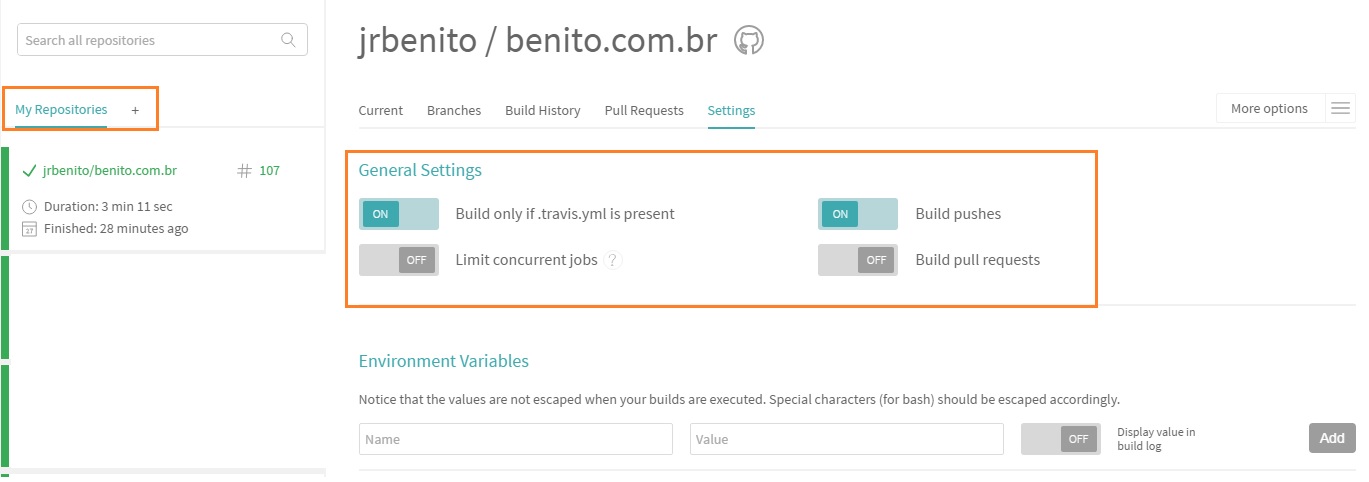 Search all repositories
My Repositories +
jrbenito/benito.com.br # 107
Duration: 3 min 11 sec
27 Finished: 28 minutes ago
jrbenito / benito.com.br
Current Branches Build History Pull Requests Settings More options
General Settings
ON Build only if .travis.yml is present ON Build pushes
OFF Limit concurrent jobs ? OFF Build pull requests
Environment Variables
Notice that the values are not escaped when your builds are executed. Special characters (for bash) should be escaped accordingly.
Name Value OFF Display value in
build log Add